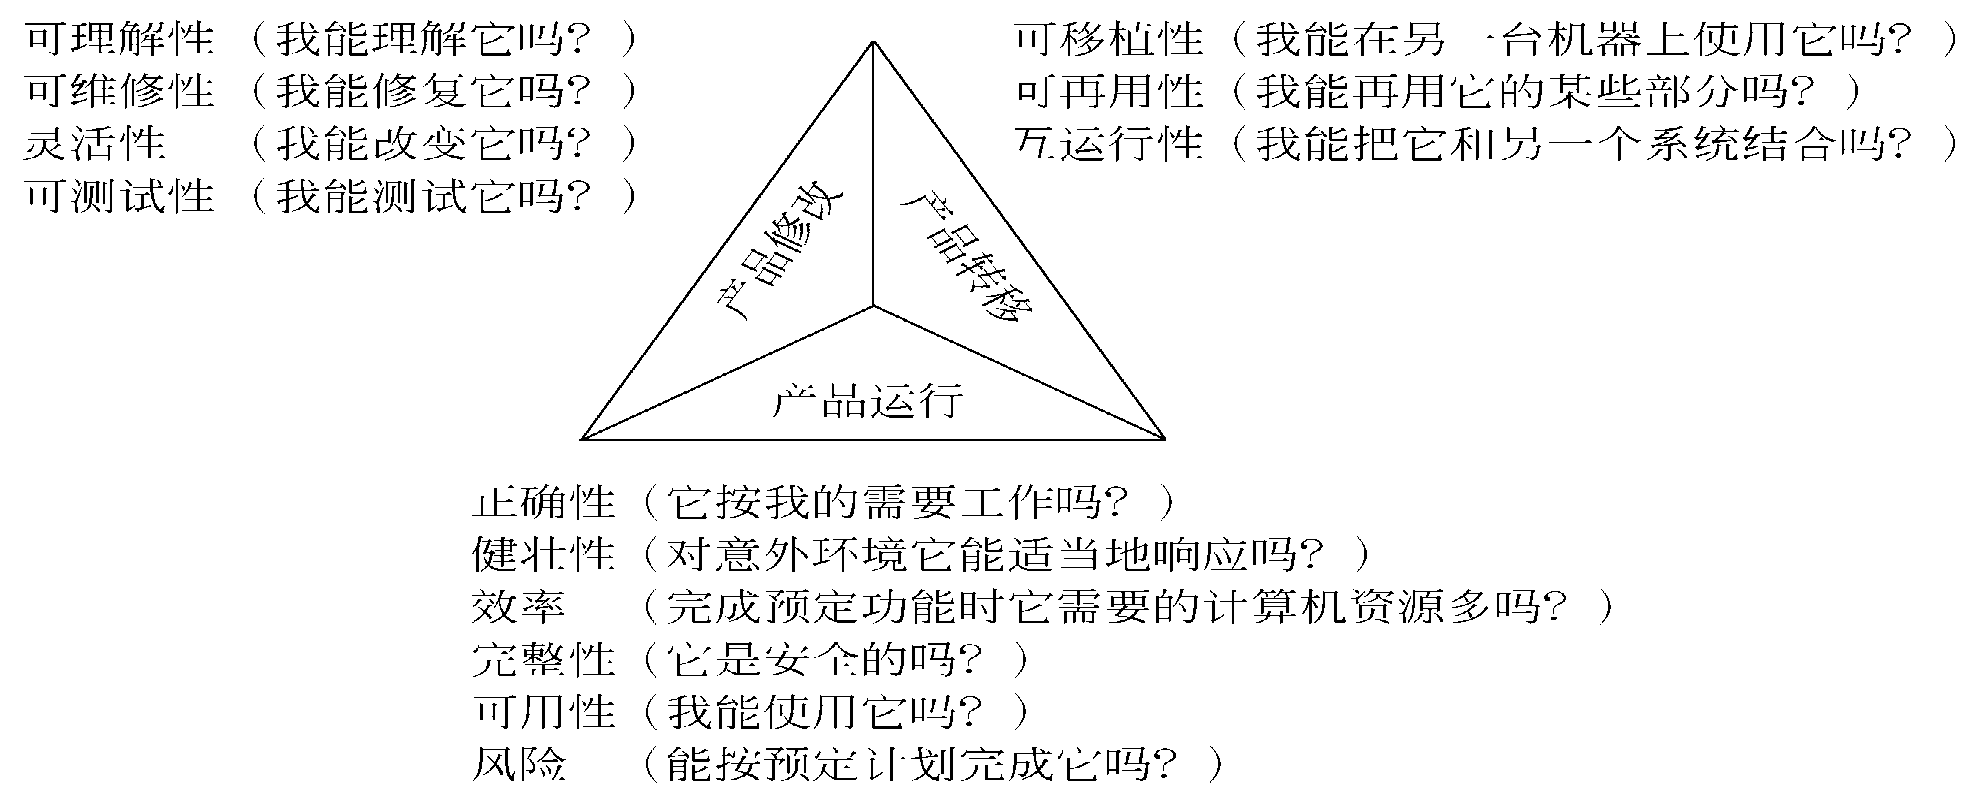 可理解性（我能理解它吗？）
可维修性（我能修复它吗？）
灵活性 （我能改变它吗？）
可测试性（我能测试它吗？）
可移植性（我能在另一台机器上使用它吗？）
可再用性（我能再用它的某些部分吗？）
互运行性（我能把它和另一个系统结合吗？）
产品修改
产品转移
产品运行
正确性（它按我的需要工作吗？）
健壮性（对意外环境它能适当地响应吗？）
效率 （完成预定功能时它需要的计算机资源多吗？）
完整性（它是安全的吗？）
可用性（我能使用它吗？）
风险 （能按预定计划完成它吗？）